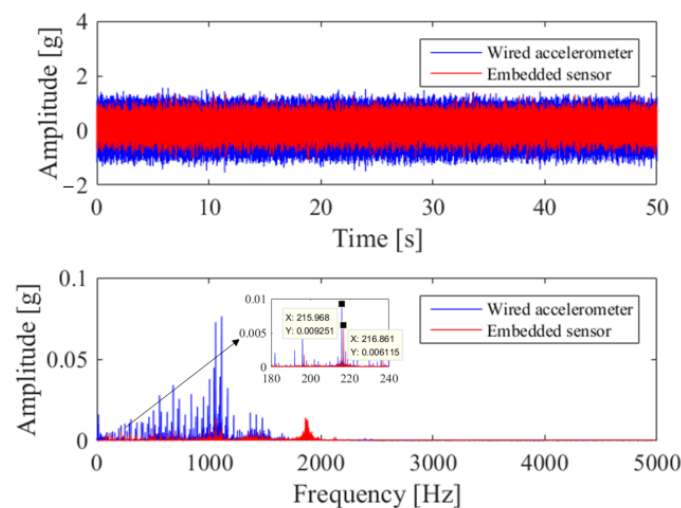 4
2
0
−2
Amplitude [g]
Wired accelerometer
Embedded sensor
0 10 20 30 40 50
Time [s]
0.1
0.05
0
Amplitude [g]
Wired accelerometer
Embedded sensor
0.01
0.005
0
X: 215.968
Y: 0.009251
X: 216.861
Y: 0.006115
180 200 220 240
0 1000 2000 3000 4000 5000
Frequency [Hz]